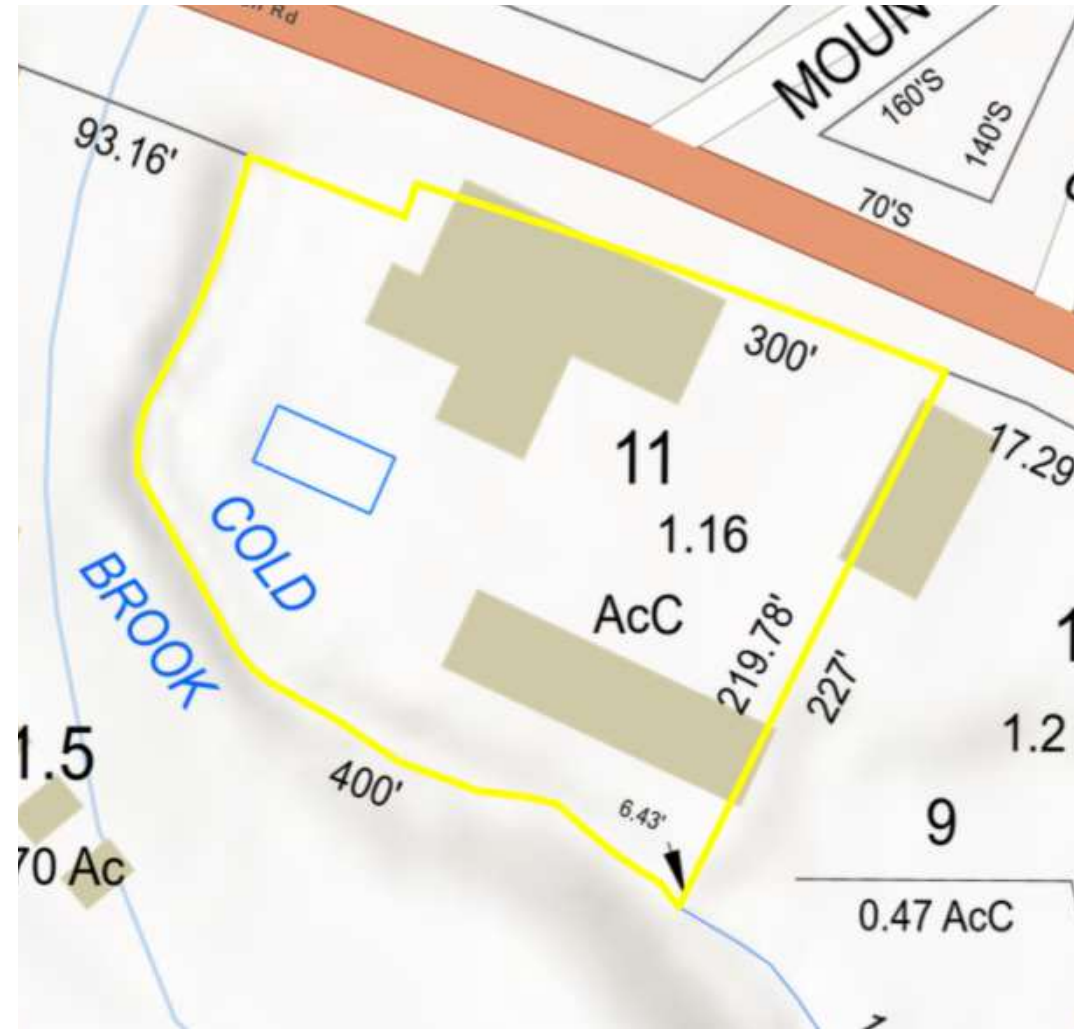 Rd
MOUN
160'S
140'S
70'S
93.16'
300'
17.29
11
1.16
AcC
COLD
BROOK
219.78'
227'
1.2
1.5
400'
6.43'
9
70 Ac
0.47 AcC